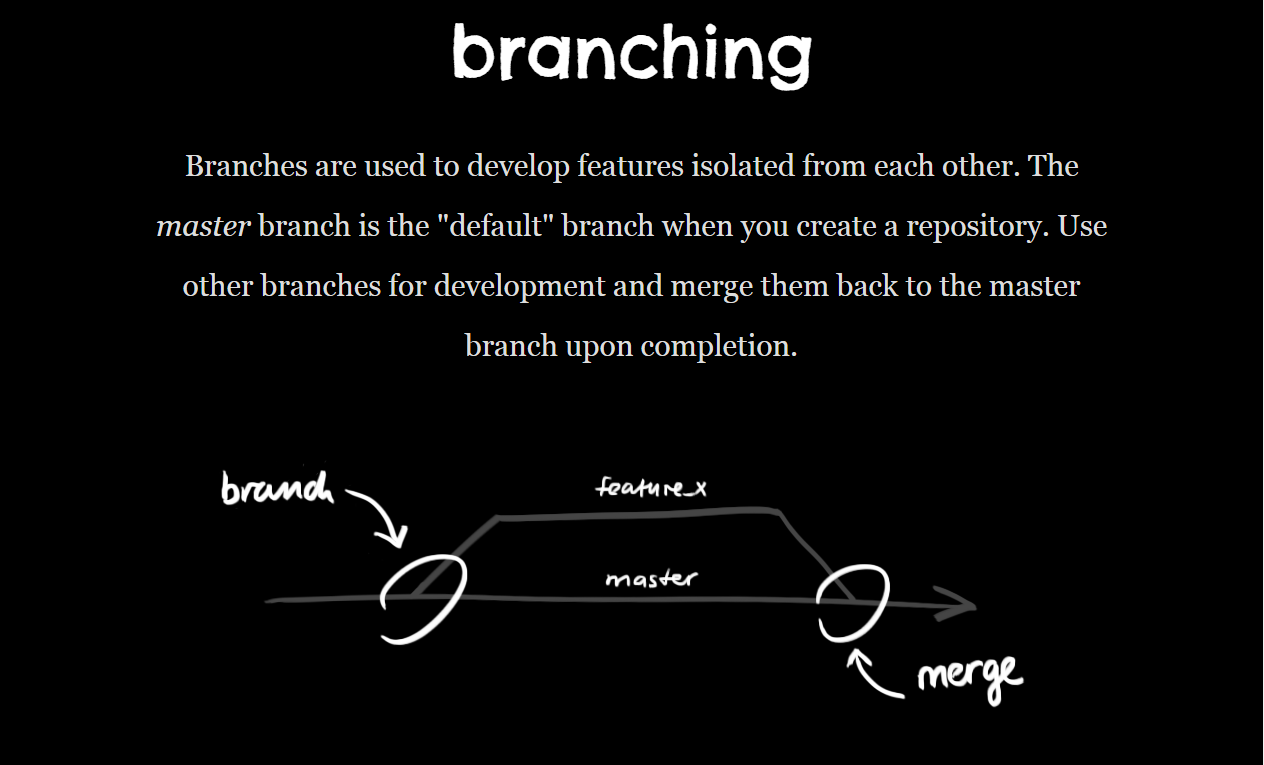 branching
Branches are used to develop features isolated from each other. The
master branch is the "default" branch when you create a repository. Use
other branches for development and merge them back to the master
branch upon completion.
branch
feature_x
master
merge